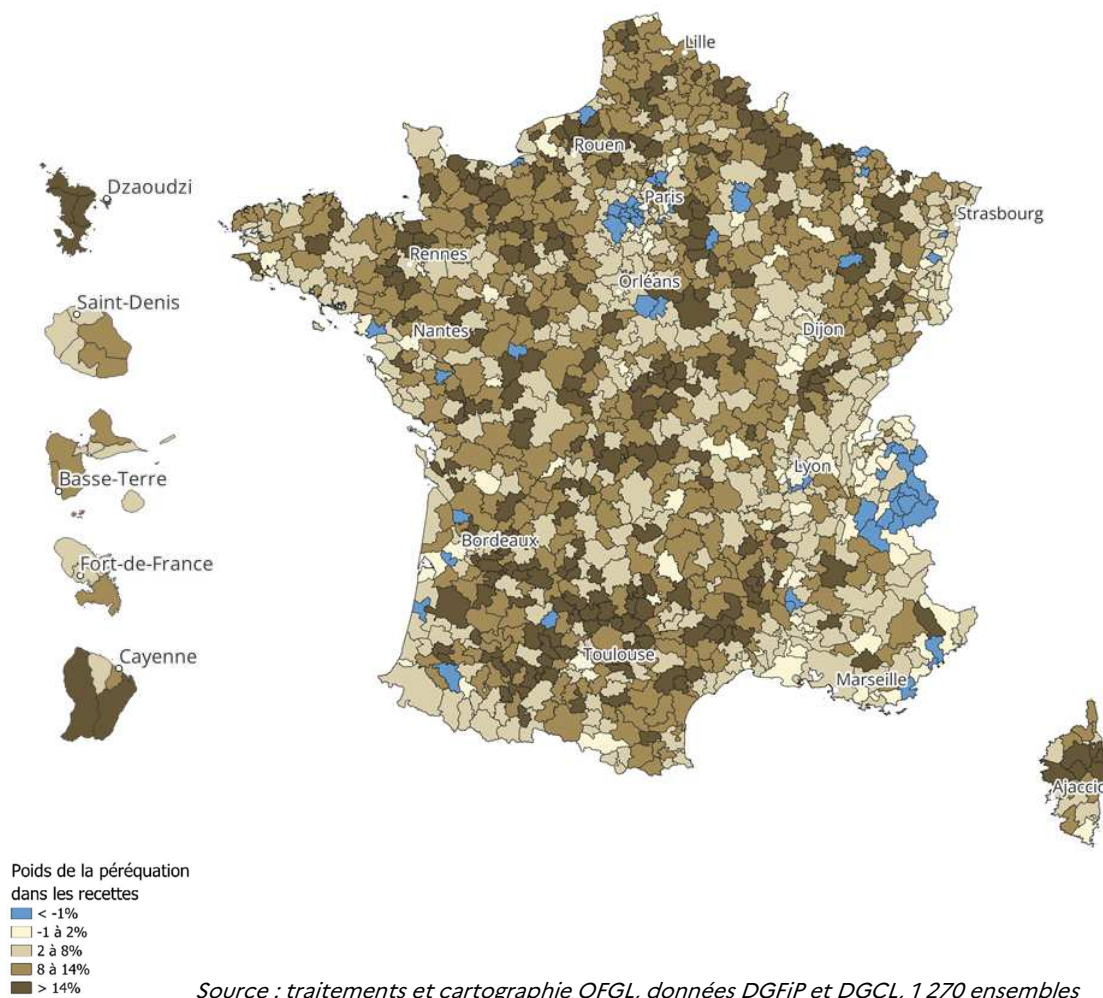 Lille
Rouen
Dzaoudzi
Paris
Strasbourg
Rennes
Orléans
Saint-Denis
Nantes
Dijon
Lyon
Basse-Terre
Bordeaux
Fort-de-France
Toulouse
Cayenne
Marseille
Ajaccio
Poids de la péréquation
dans les recettes
< -1%
-1 à 2%
2 à 8%
8 à 14%
> 14%
Source : traitements et cartographie OFGL, données DGFiP et DGCL, 1 270 ensembles